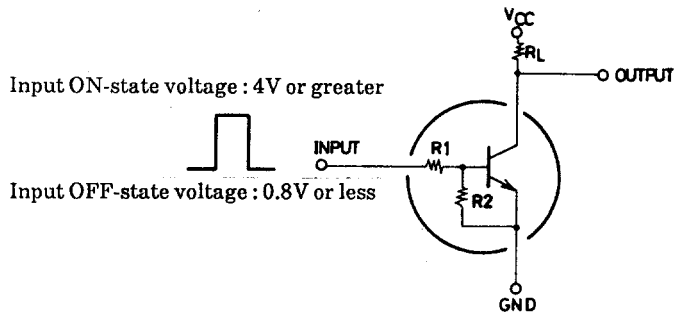 VCC
RL
OUTPUT
Input ON-state voltage : 4V or greater
INPUT
R1
Input OFF-state voltage : 0.8V or less
R2
GND